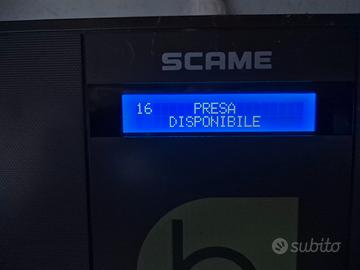 SCAME
16 PRESA
DISPONIBILE
subito